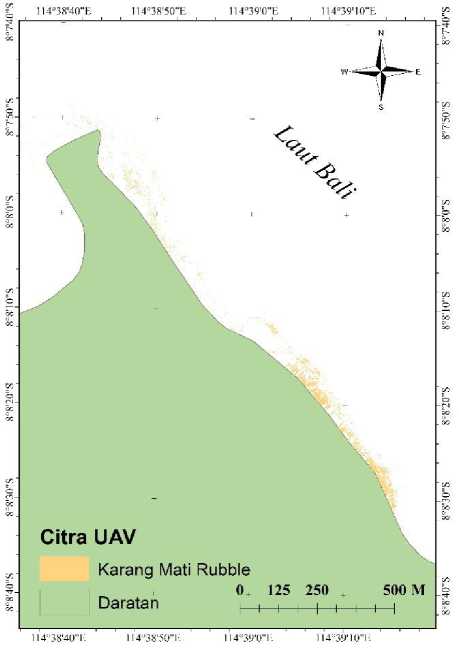 114°38'40"E 114°38'50"E 114°39'0"E 114°39'10"E
8°7'40"S 8°7'40"S
N
W E
S
8°7'50"S 8°7'50"S
Laut Bali
8°8'0"S 8°8'0"S
8°8'10"S 8°8'10"S
8°8'20"S 8°8'20"S
8°8'30"S 8°8'30"S
Citra UAV
Karang Mati Rubble
Daratan
0 125 250 500 M
8°8'40"S 8°8'40"S
114°38'40"E 114°38'50"E 114°39'0"E 114°39'10"E